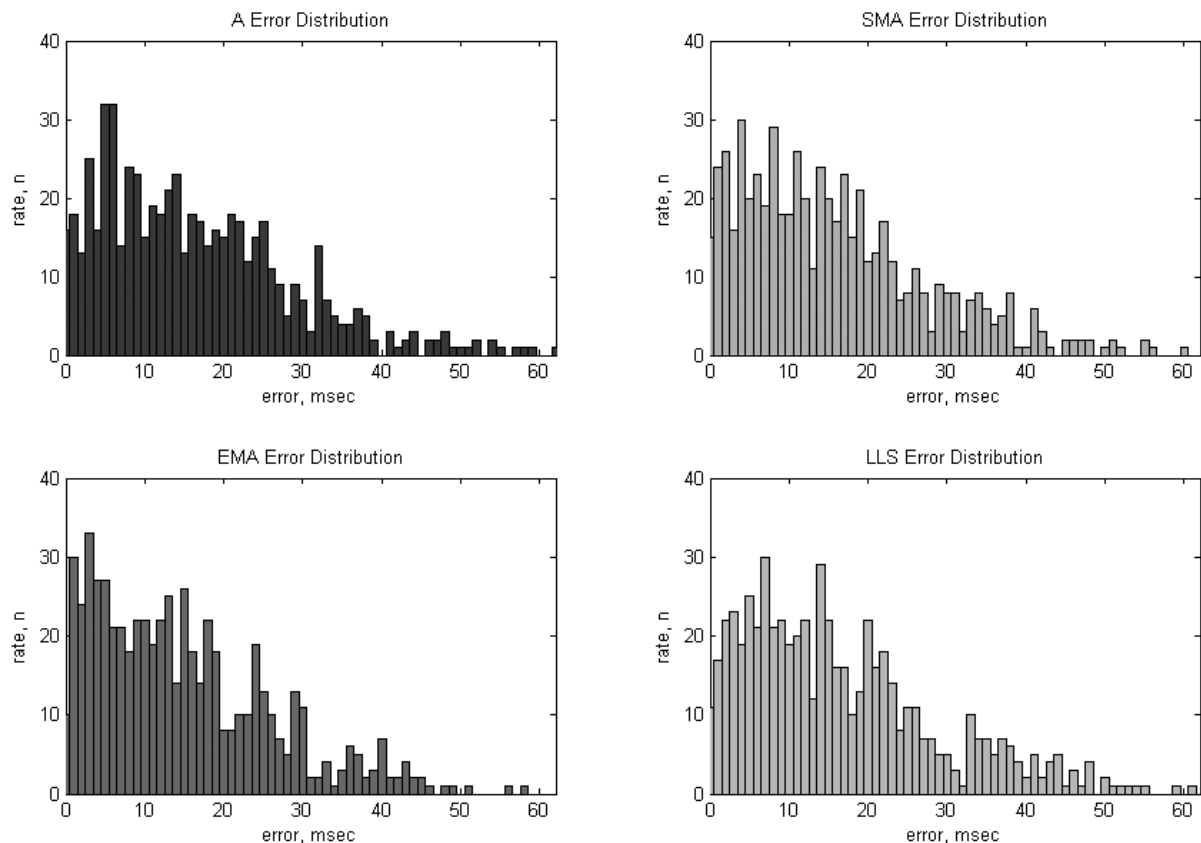 A Error Distribution
40
30
20
10
0
rate, n
0 10 20 30 40 50 60
error, msec
SMA Error Distribution
40
30
20
10
0
rate, n
0 10 20 30 40 50 60
error, msec
EMA Error Distribution
40
30
20
10
0
rate, n
0 10 20 30 40 50 60
error, msec
LLS Error Distribution
40
30
20
10
0
rate, n
0 10 20 30 40 50 60
error, msec